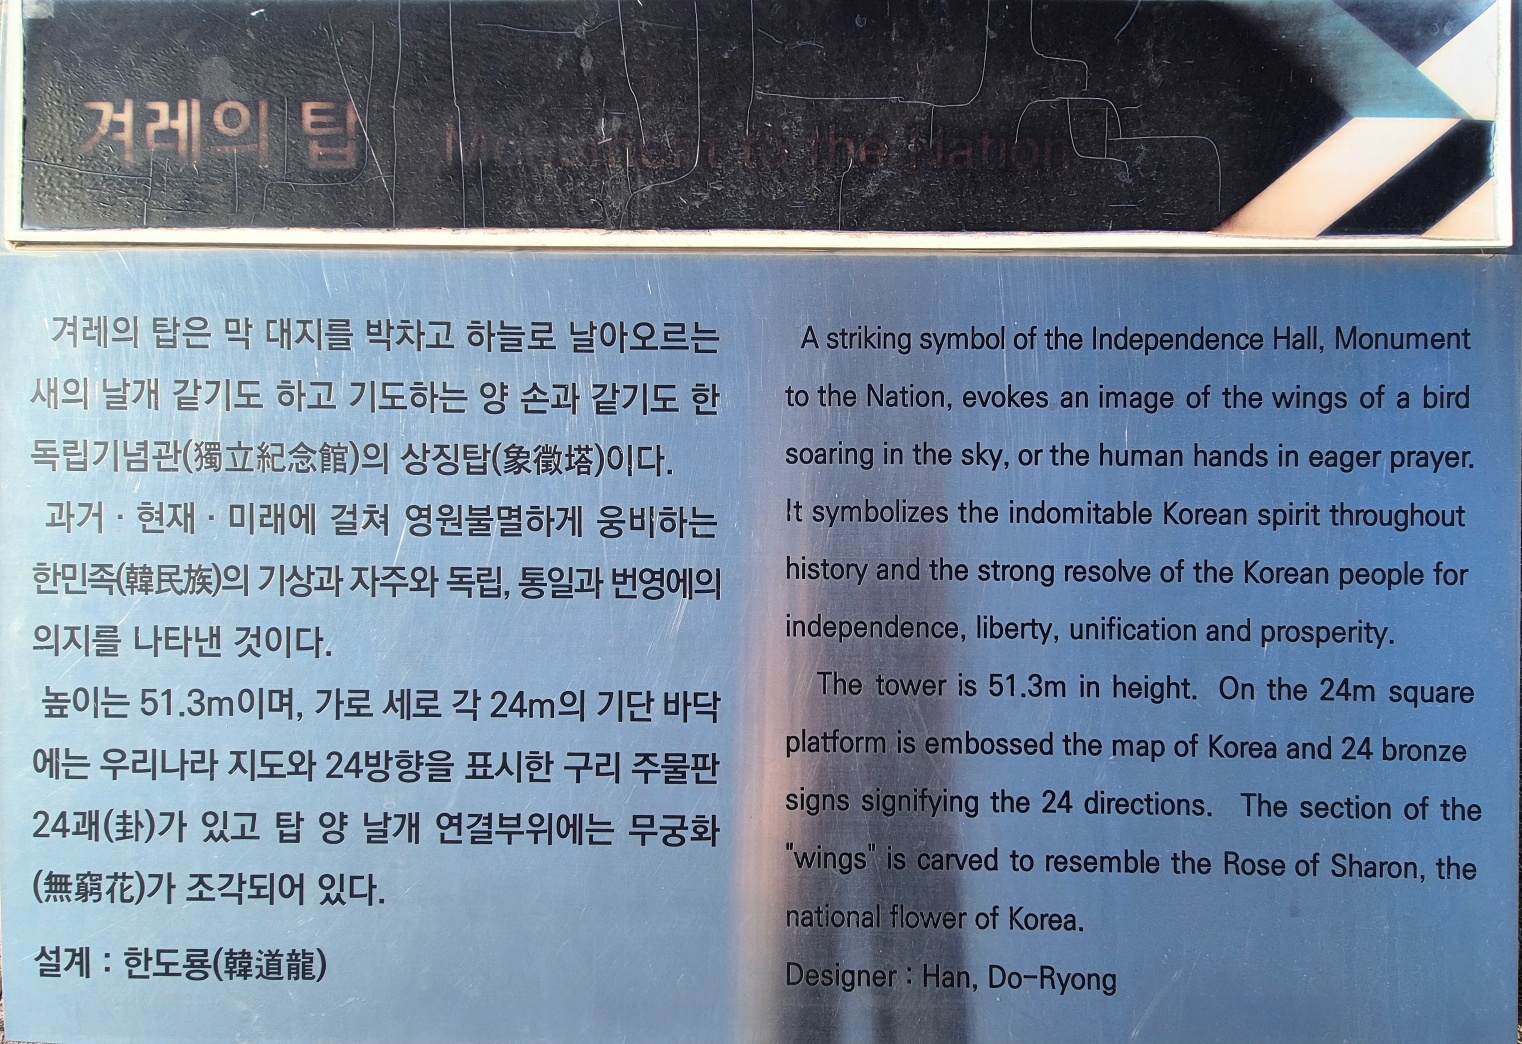 겨레의 탑 Monument to the Nation
겨레의 탑은 막 대지를 박차고 하늘로 날아오르는
새의 날개 같기도 하고 기도하는 양 손과 같기도 한
독립기념관(獨立紀念館)의 상징탑(象徵塔)이다.
과거 · 현재 · 미래에 걸쳐 영원불멸하게 웅비하는
한민족(韓民族)의 기상과 자주와 독립, 통일과 번영에의
의지를 나타낸 것이다.
높이는 51.3m이며, 가로 세로 각 24m의 기단 바닥
에는 우리나라 지도와 24방향을 표시한 구리 주물판
24괘(卦)가 있고 탑 양 날개 연결부위에는 무궁화
(無窮花)가 조각되어 있다.
설계 : 한도룡(韓道龍)
A striking symbol of the Independence Hall, Monument
to the Nation, evokes an image of the wings of a bird
soaring in the sky, or the human hands in eager prayer.
It symbolizes the indomitable Korean spirit throughout
history and the strong resolve of the Korean people for
independence, liberty, unification and prosperity.
The tower is 51.3m in height. On the 24m square
platform is embossed the map of Korea and 24 bronze
signs signifying the 24 directions. The section of the
"wings" is carved to resemble the Rose of Sharon, the
national flower of Korea.
Designer : Han, Do-Ryong